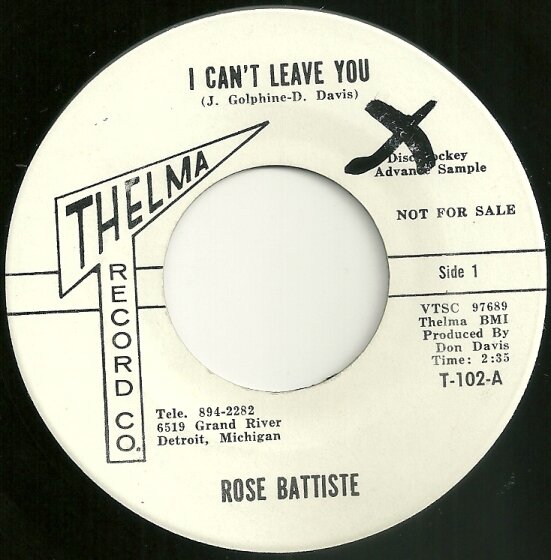 I CAN'T LEAVE YOU
(J. Golphine-D. Davis)
Disc Jockey
Advance Sample
NOT FOR SALE
THELMA
RECORD CO.
Side 1
VTSC 97689
Thelma BMI
Produced By
Don Davis
Time: 2:35
T-102-A
Tele. 894-2282
6519 Grand River
Detroit, Michigan
ROSE BATTISTE